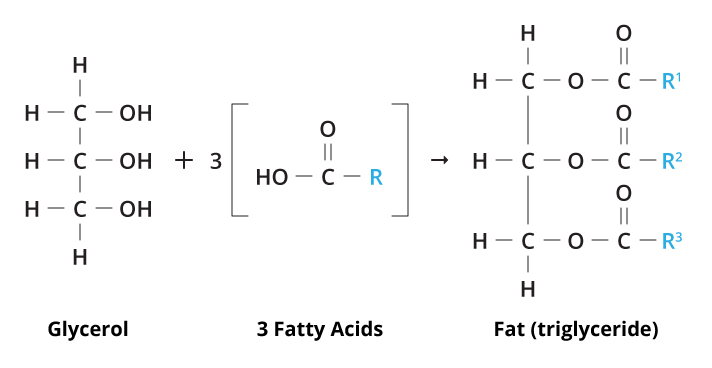 H
H — C — OH
H — C — OH
H — C — OH
H
+ 3
O
HO — C — R
→
H O
H — C — O — C — R¹
O
H — C — O — C — R²
O
H — C — O — C — R³
H
Glycerol
3 Fatty Acids
Fat (triglyceride)